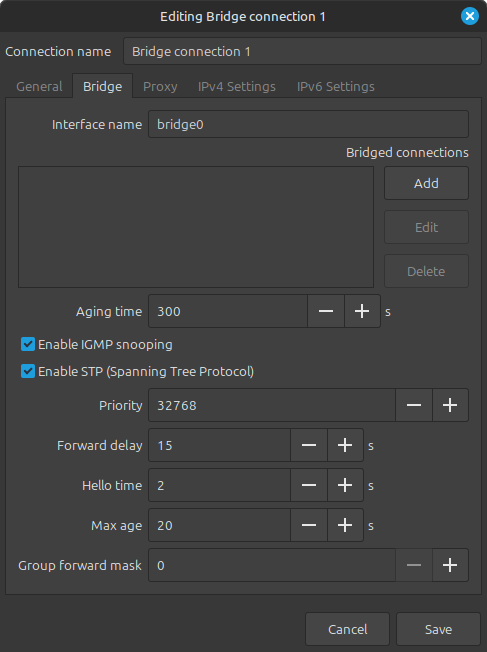 Editing Bridge connection 1
Connection name Bridge connection 1
General Bridge Proxy IPv4 Settings IPv6 Settings
Interface name bridge0
Bridged connections
Add
Edit
Delete
Aging time 300 s
Enable IGMP snooping
Enable STP (Spanning Tree Protocol)
Priority 32768
Forward delay 15 s
Hello time 2 s
Max age 20 s
Group forward mask 0
Cancel Save